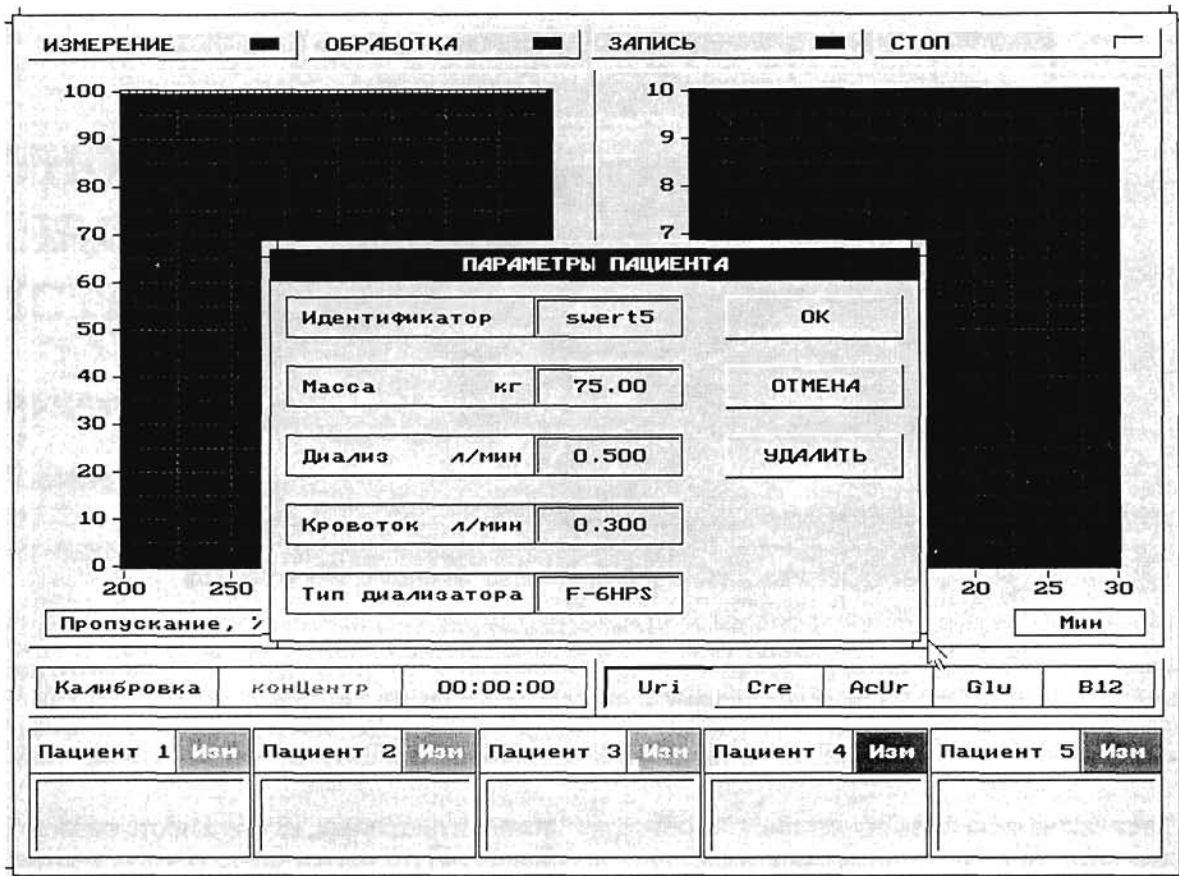 ИЗМЕРЕНИЕ ОБРАБОТКА ЗАПИСЬ СТОП
100 10
90 9
80 8
70 7
ПАРАМЕТРЫ ПАЦИЕНТА
60
Идентификатор swert5 OK
50
Масса кг 75.00 ОТМЕНА
40
30
Диализ л/мин 0.500 УДАЛИТЬ
20
Кровоток л/мин 0.300
10
0
200 250 20 25 30
Тип диализатора F-6HPS
Пропускание, % Мин
Калибровка конЦентр 00:00:00 Uri Cre AcUr Glu B12
Пациент 1 Изм Пациент 2 Изм Пациент 3 Изм Пациент 4 Изм Пациент 5 Изм